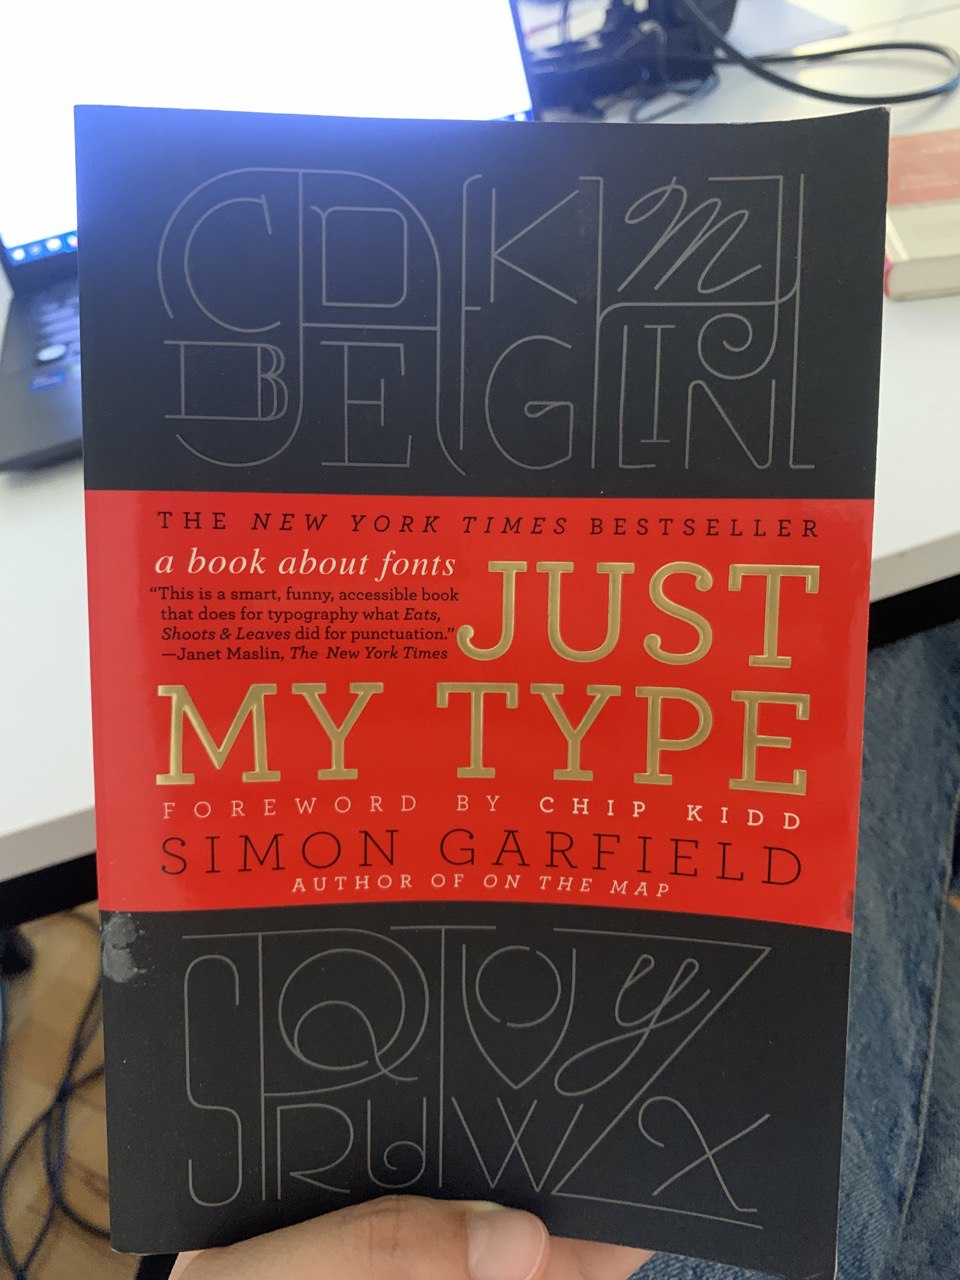 THE NEW YORK TIMES BESTSELLER
a book about fonts
“This is a smart, funny, accessible book
that does for typography what Eats,
Shoots & Leaves did for punctuation.”
—Janet Maslin, The New York Times
JUST
MY TYPE
FOREWORD BY CHIP KIDD
SIMON GARFIELD
AUTHOR OF ON THE MAP